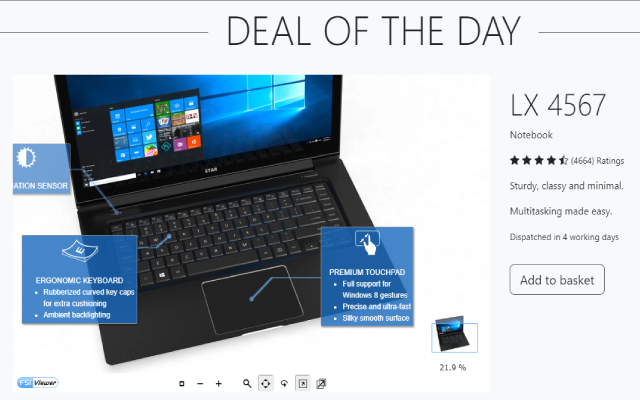 DEAL OF THE DAY
LX 4567
Notebook
(4664) Ratings
Sturdy, classy and minimal.
Multitasking made easy.
Dispatched in 4 working days
Add to basket
ATION SENSOR
STAR
ERGONOMIC KEYBOARD
Rubberized curved key caps
for extra cushioning
Ambient backlighting
PREMIUM TOUCHPAD
Full support for
Windows 8 gestures
Precise and ultra-fast
Silky smooth surface
21.9 %
FSI Viewer